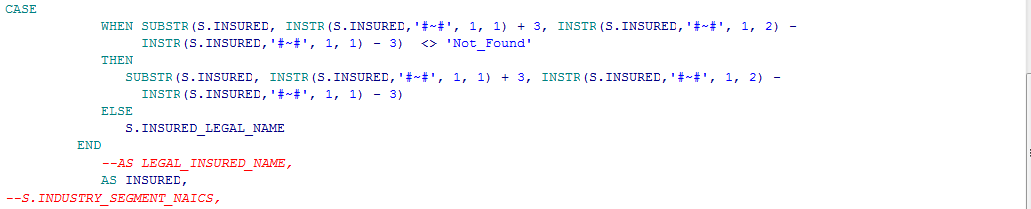 CASE
WHEN SUBSTR(S.INSURED, INSTR(S.INSURED,'#~#', 1, 1) + 3, INSTR(S.INSURED,'#~#', 1, 2) -
INSTR(S.INSURED,'#~#', 1, 1) - 3)  <> 'Not_Found'
THEN
SUBSTR(S.INSURED, INSTR(S.INSURED,'#~#', 1, 1) + 3, INSTR(S.INSURED,'#~#', 1, 2) -
INSTR(S.INSURED,'#~#', 1, 1) - 3)
ELSE
S.INSURED_LEGAL_NAME
END
--AS LEGAL_INSURED_NAME,
AS INSURED,
--S.INDUSTRY_SEGMENT_NAICS,